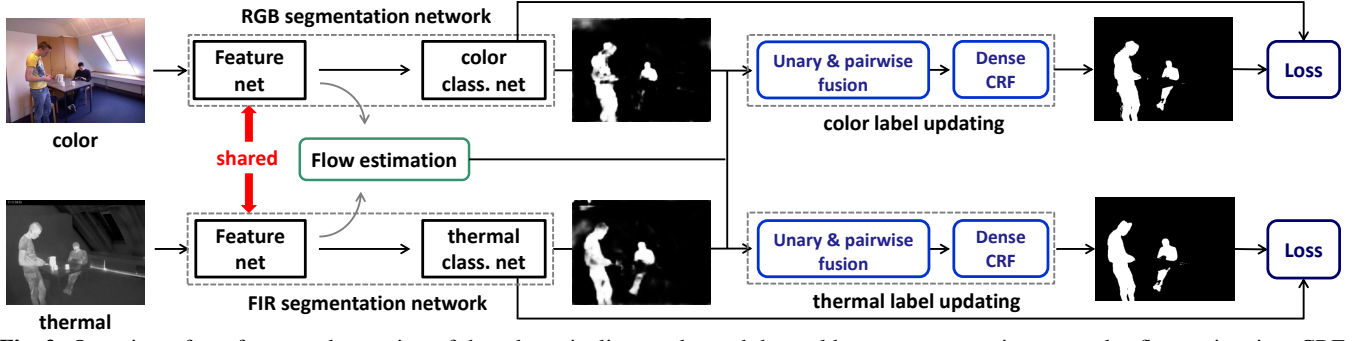 RGB segmentation network
Feature
net
color
class. net
Unary & pairwise
fusion
Dense
CRF
Loss
color
color label updating
shared
Flow estimation
Feature
net
thermal
class. net
Unary & pairwise
fusion
Dense
CRF
Loss
FIR segmentation network
thermal label updating
thermal